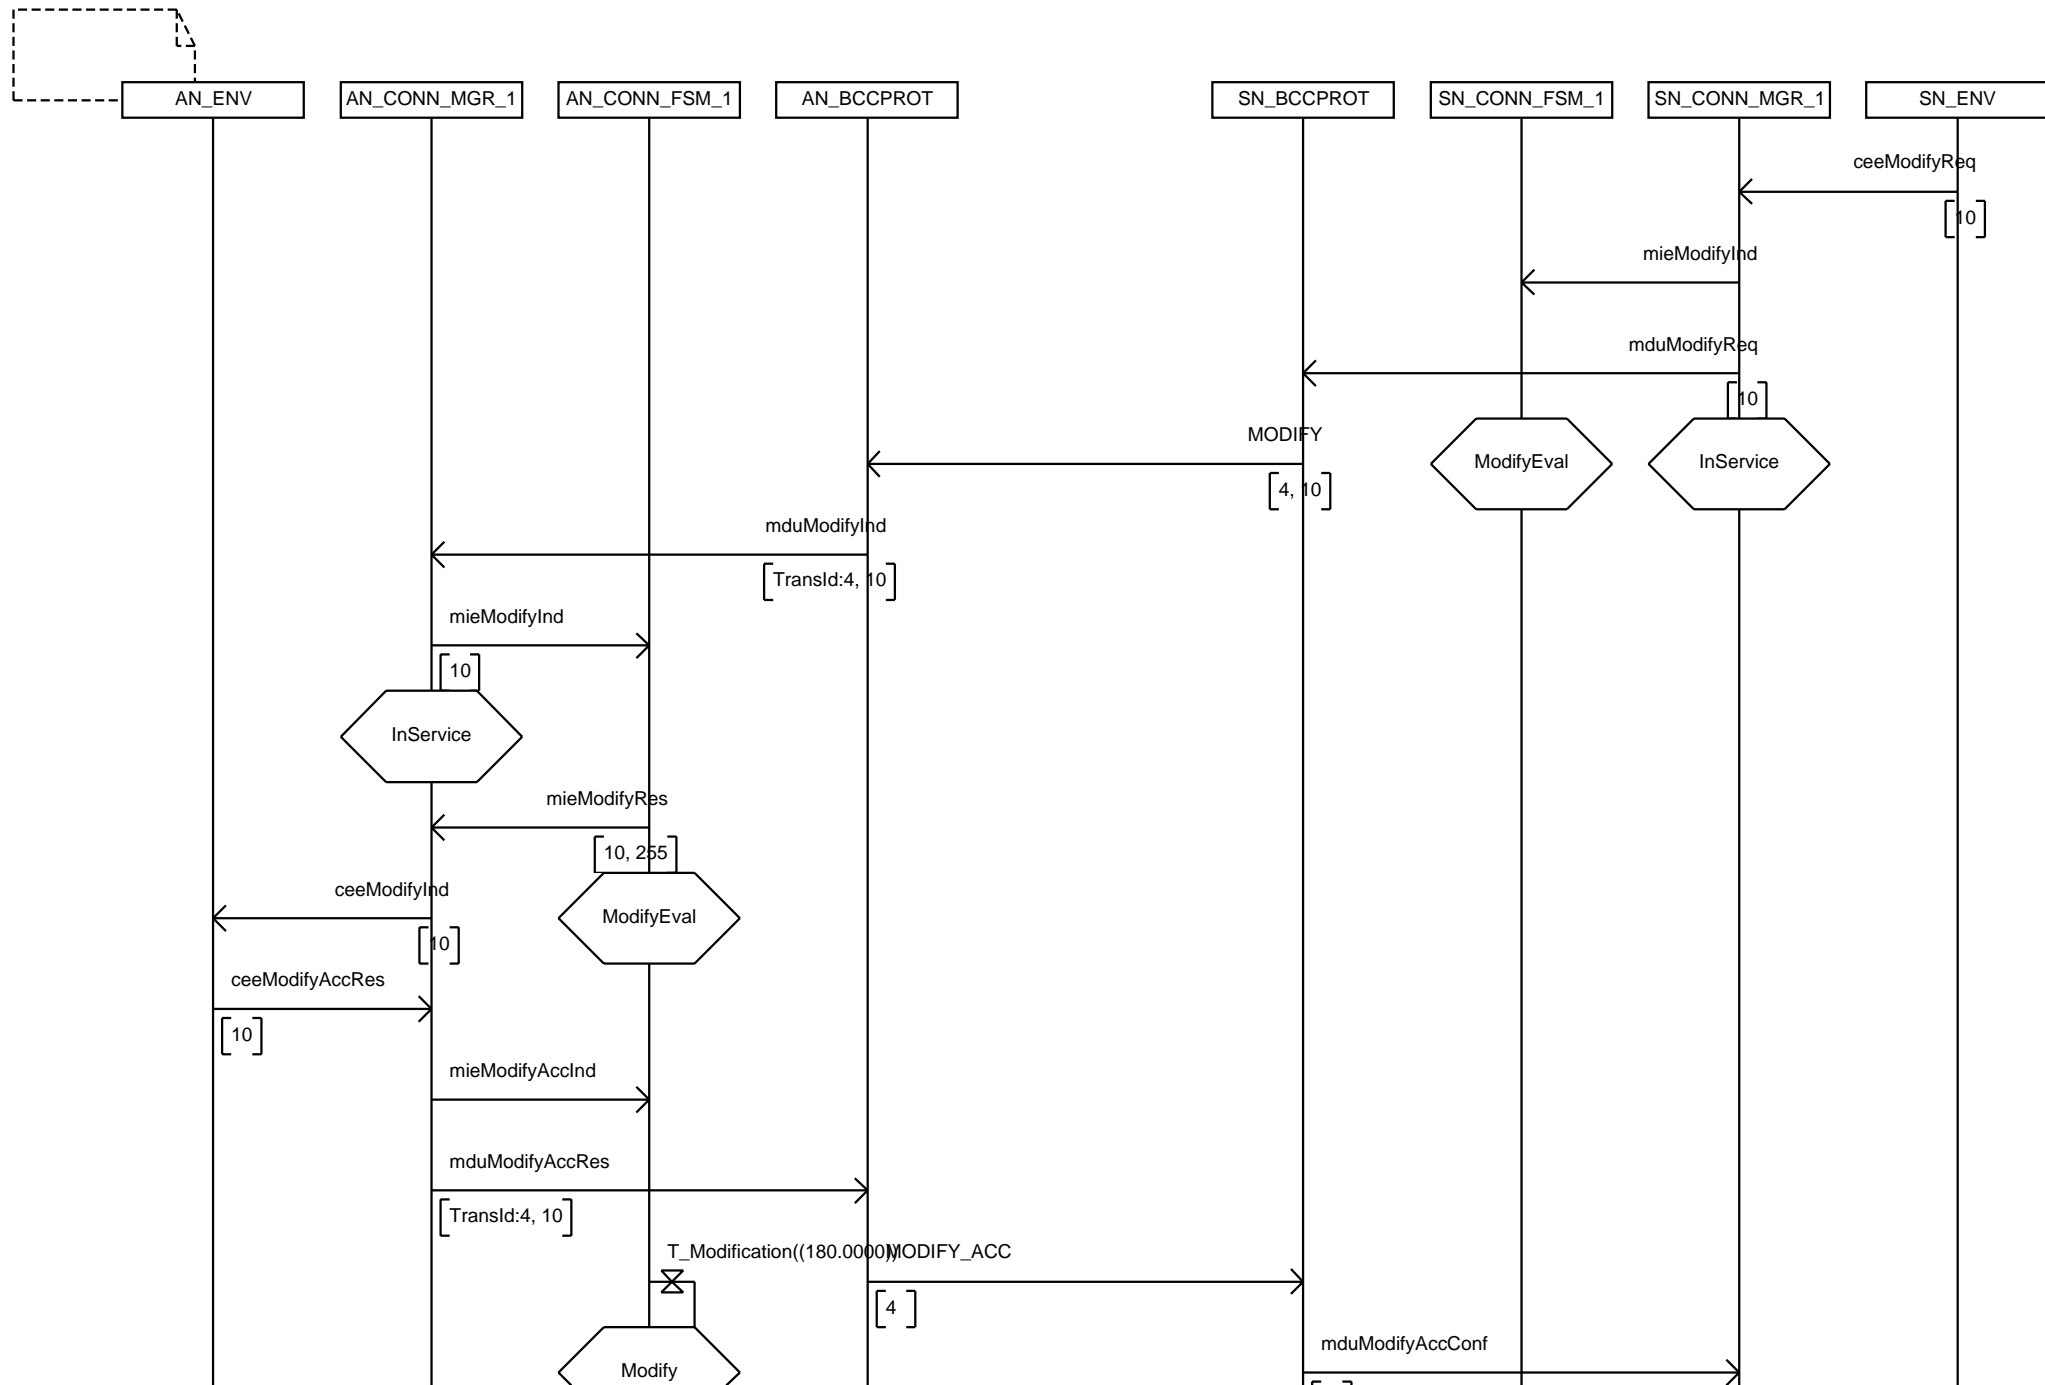 AN_ENV
AN_CONN_MGR_1
AN_CONN_FSM_1
AN_BCCPROT
SN_BCCPROT
SN_CONN_FSM_1
SN_CONN_MGR_1
SN_ENV
ceeModifyReq
10
mieModifyInd
mduModifyReq
10
MODIFY
ModifyEval
InService
4, 10
mduModifyInd
TransId:4, 10
mieModifyInd
10
InService
mieModifyRes
10, 255
ceeModifyInd
ModifyEval
10
ceeModifyAccRes
10
mieModifyAccInd
mduModifyAccRes
TransId:4, 10
T_Modification((180.0000))
MODIFY_ACC
4
mduModifyAccConf
Modify